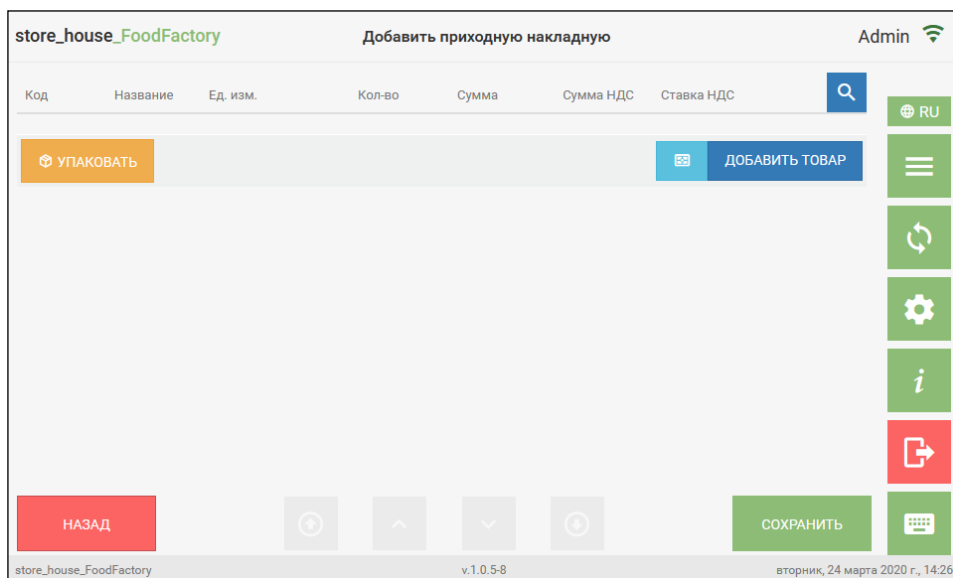 store_house_FoodFactory Добавить приходную накладную Admin
Код Название Ед. изм. Кол-во Сумма Сумма НДС Ставка НДС
RU
УПАКОВАТЬ ДОБАВИТЬ ТОВАР
i
НАЗАД СОХРАНИТЬ
store_house_FoodFactory v.1.0.5-8 вторник, 24 марта 2020 г., 14:26